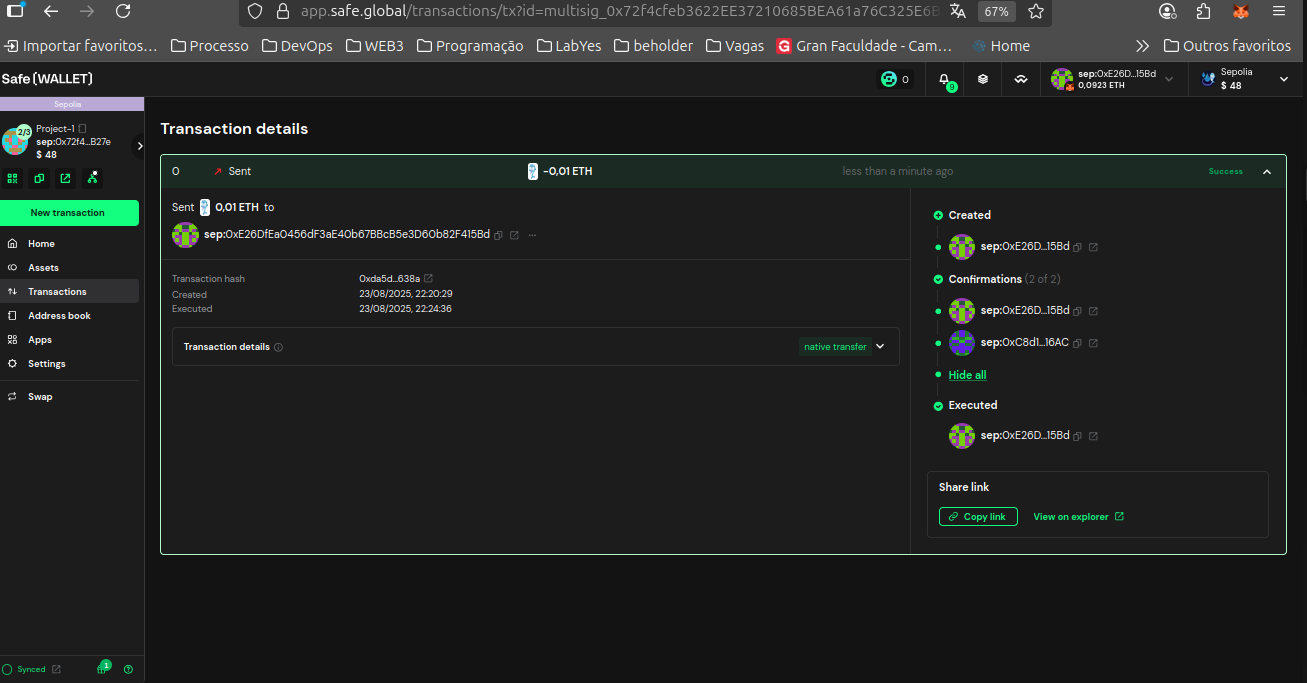 app.safe.global/transactions/tx?id=multisig_0x72f4cfeb3622EE37210685BEA61a76C325E6B
67%
Importar favoritos…
Processo
DevOps
WEB3
Programação
LabYes
beholder
Vagas
G Gran Faculdade - Cam…
Home
Outros favoritos
Safe{WALLET}
0
0
sep:0xE26D...15Bd
0,0923 ETH
Sepolia
$ 48
Sepolia
2/3
Project-1
sep:0x72f4...B27e
$ 48
New transaction
Home
Assets
Transactions
Address book
Apps
Settings
Swap
Synced
1
Transaction details
0
Sent
-0,01 ETH
less than a minute ago
Success
Sent 0,01 ETH to
sep:0xE26DfEa0456dF3aE40b67BBcB5e3D60b82F415Bd
Transaction hash 0xda5d...638a
Created 23/08/2025, 22:20:29
Executed 23/08/2025, 22:24:36
Transaction details
native transfer
Created
sep:0xE26D...15Bd
Confirmations (2 of 2)
sep:0xE26D...15Bd
sep:0xC8d1...16AC
Hide all
Executed
sep:0xE26D...15Bd
Share link
Copy link
View on explorer